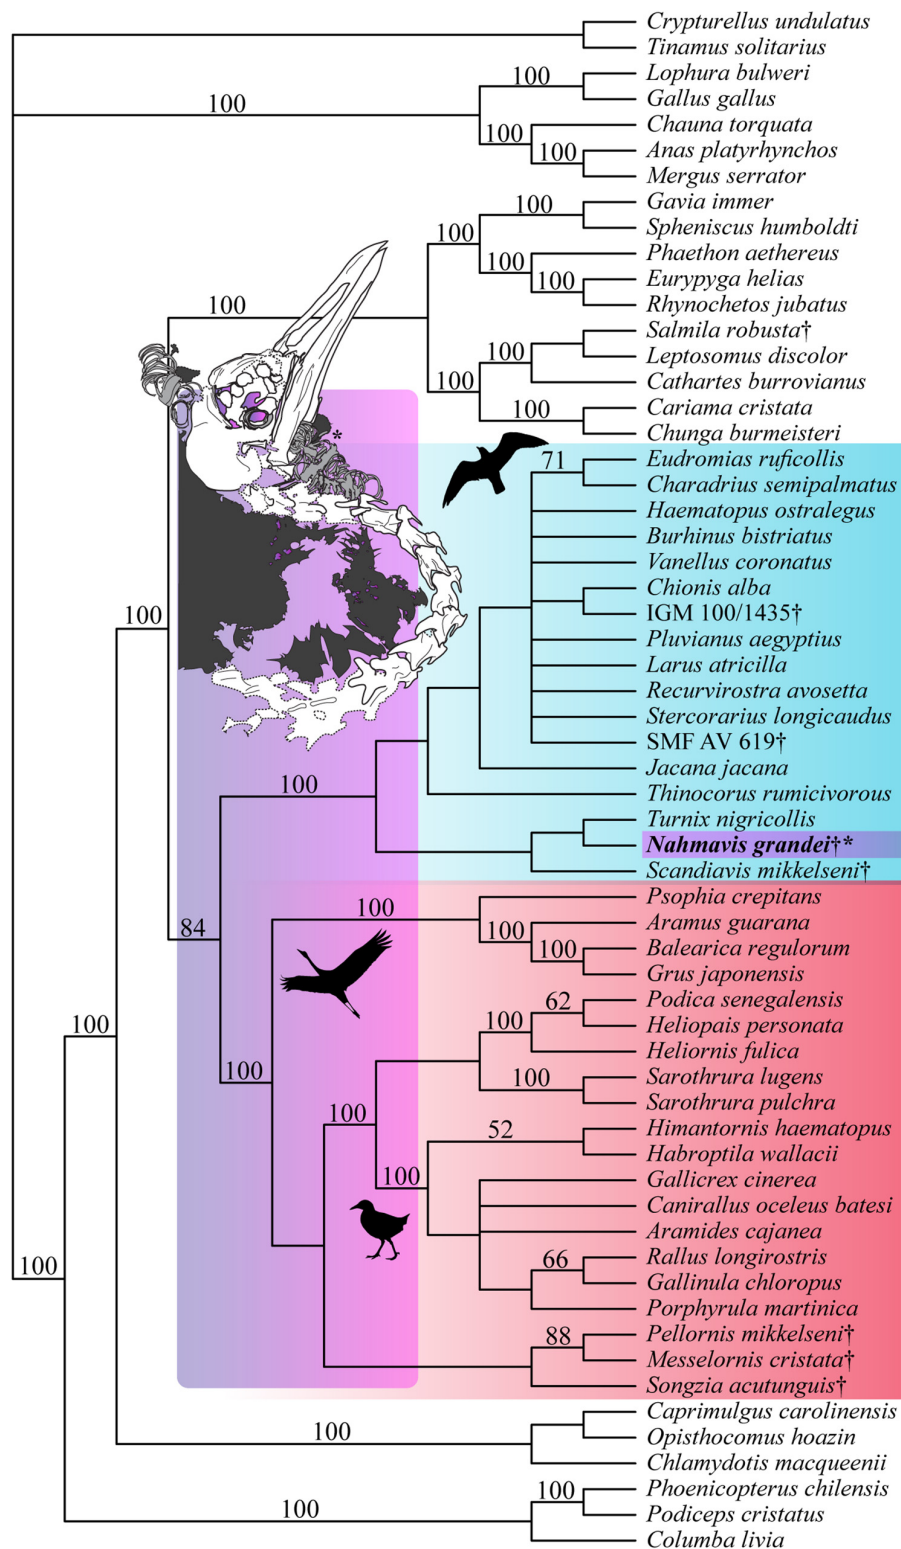 Crypturellus undulatus
Tinamus solitarius
100
Lophura bulweri
100
Gallus gallus
100
Chauna torquata
100
Anas platyrhynchos
Mergus serrator
100
Gavia immer
100
Spheniscus humboldti
100
Phaethon aethereus
100
Eurypyga helias
100
Rhynochetos jubatus
Salmila robusta†
100
Leptosomus discolor
100
Cathartes burrovianus
100
Cariama cristata
Chunga burmeisteri
*
71
Eudromias ruficollis
Charadrius semipalmatus
Haematopus ostralegus
Burhinus bistriatus
Vanellus coronatus
Chionis alba
100
IGM 100/1435†
Pluvianus aegyptius
Larus atricilla
Recurvirostra avosetta
Stercorarius longicaudus
SMF AV 619†
Jacana jacana
100
Thinocorus rumicivorous
Turnix nigricollis
Nahmavis grandei†*
Scandiavis mikkelseni†
Psophia crepitans
100
Aramus guarana
84
100
Balearica regulorum
100
Grus japonensis
62
Podica senegalensis
100
100
Heliopais personata
Heliornis fulica
100
100
Sarothrura lugens
Sarothrura pulchra
100
52
Himantornis haematopus
Habroptila wallacii
100
Gallicrex cinerea
Canirallus oceleus batesi
Aramides cajanea
100
66
Rallus longirostris
Gallinula chloropus
Porphyrula martinica
88
Pellornis mikkelseni†
Messelornis cristata†
Songzia acutunguis†
Caprimulgus carolinensis
100
Opisthocomus hoazin
Chlamydotis macqueenii
100
Phoenicopterus chilensis
100
Podiceps cristatus
Columba livia